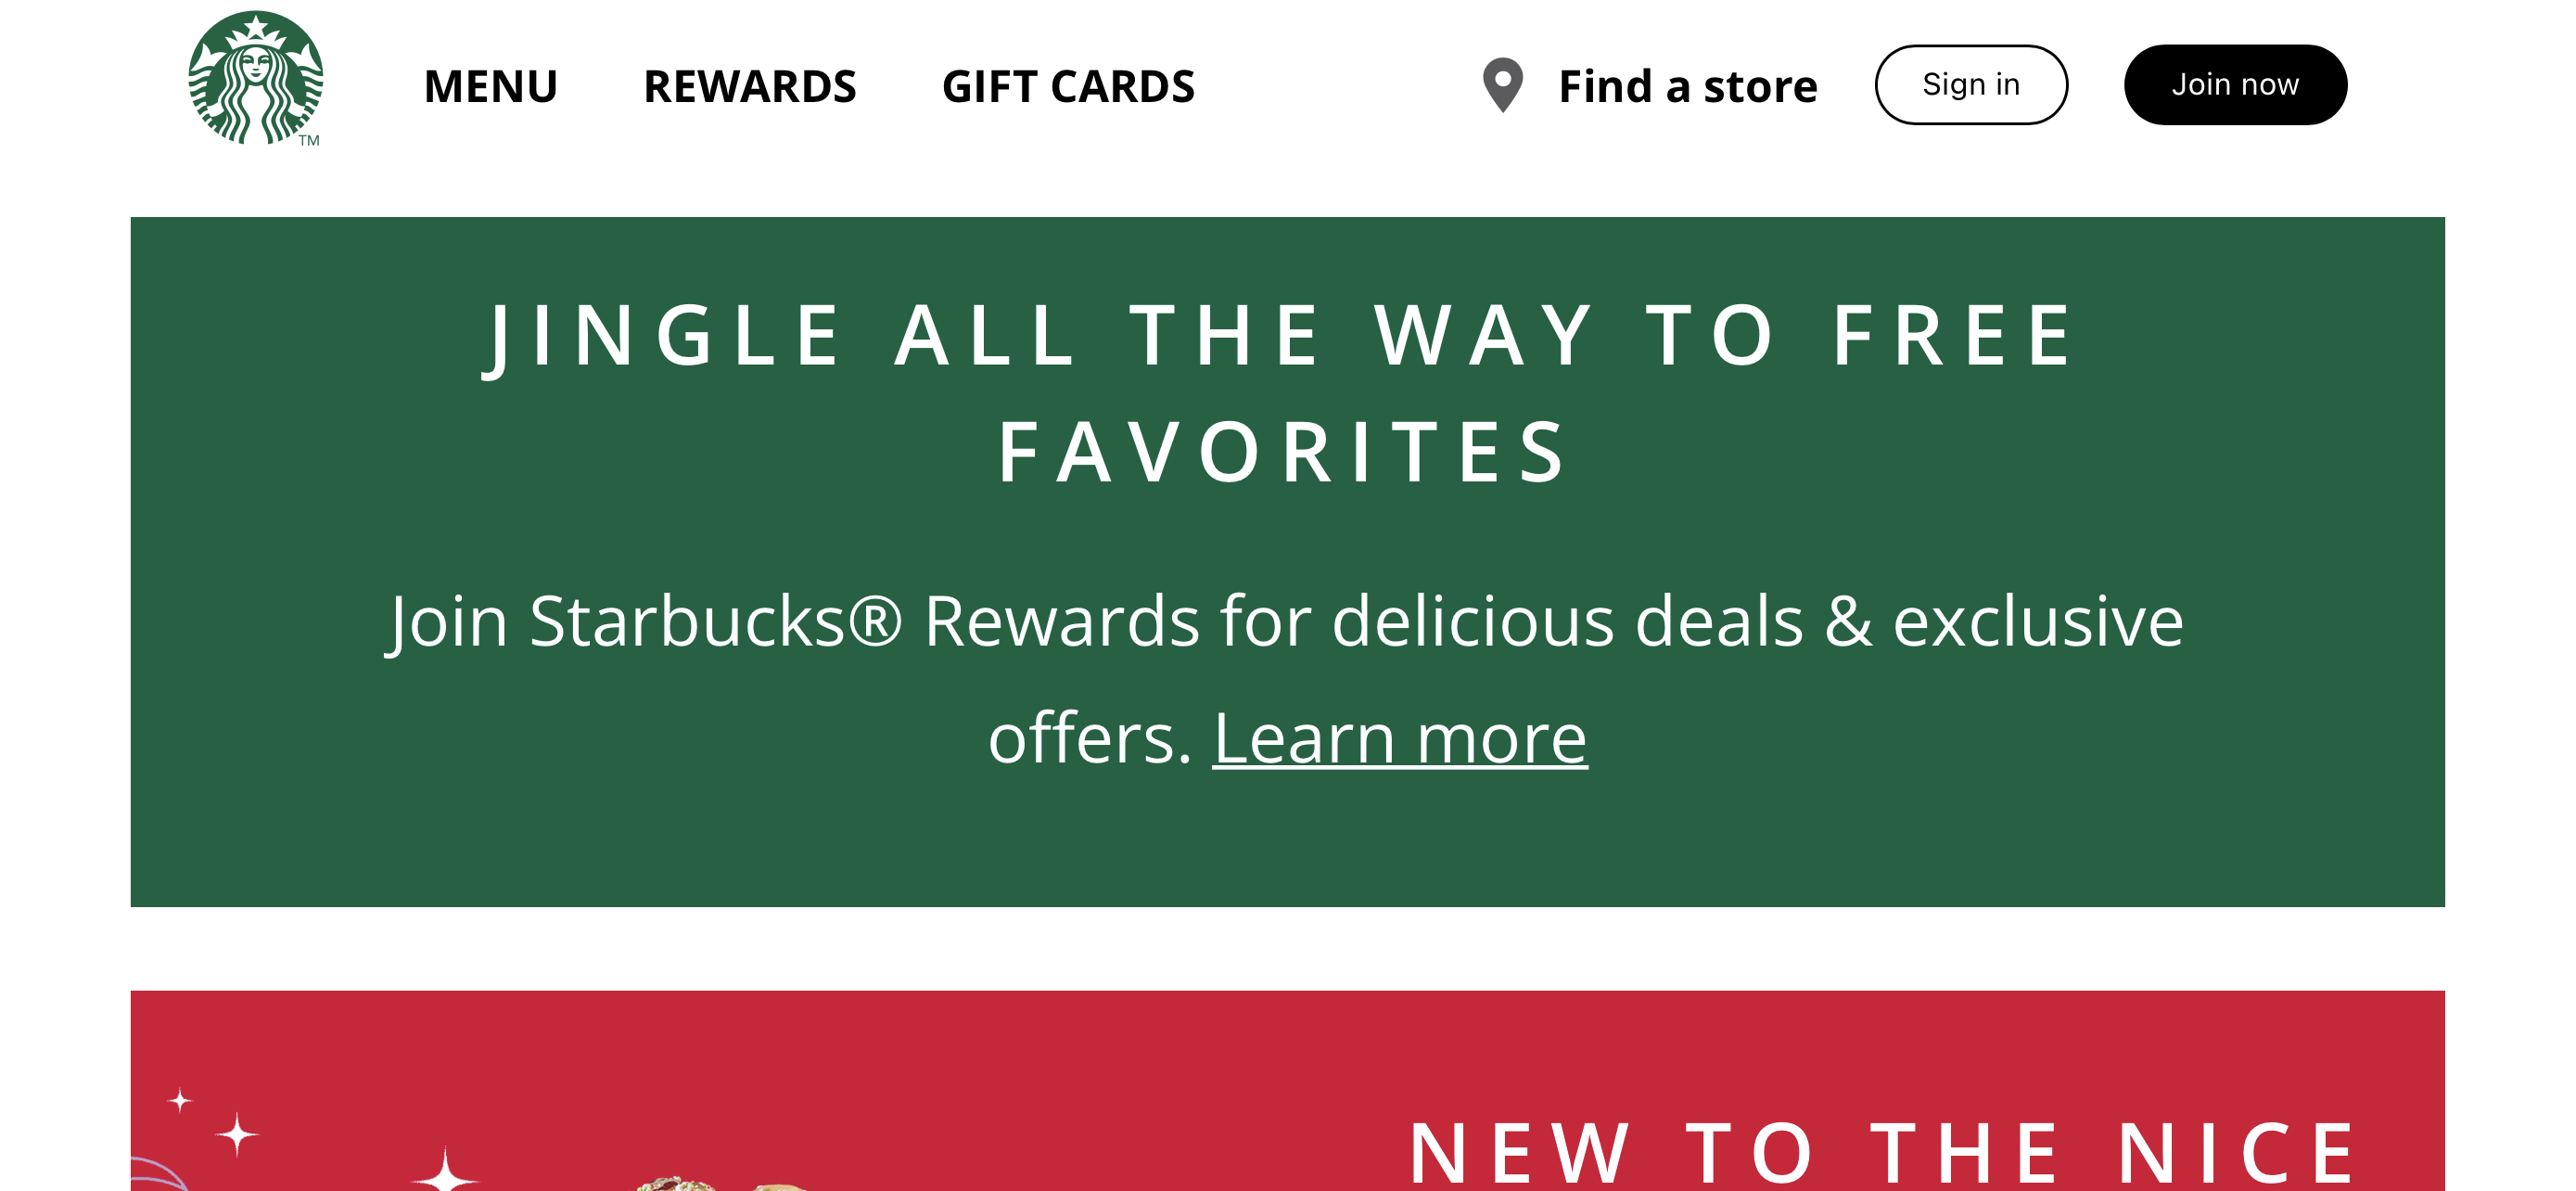 MENU REWARDS GIFT CARDS Find a store Sign in Join now
TM
JINGLE ALL THE WAY TO FREE
FAVORITES
Join Starbucks® Rewards for delicious deals & exclusive
offers. Learn more
NEW TO THE NICE